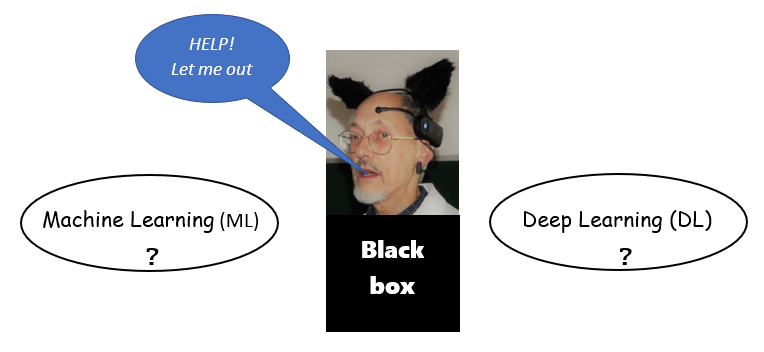 HELP!
Let me out
Machine Learning (ML)
?
Black
box
Deep Learning (DL)
?